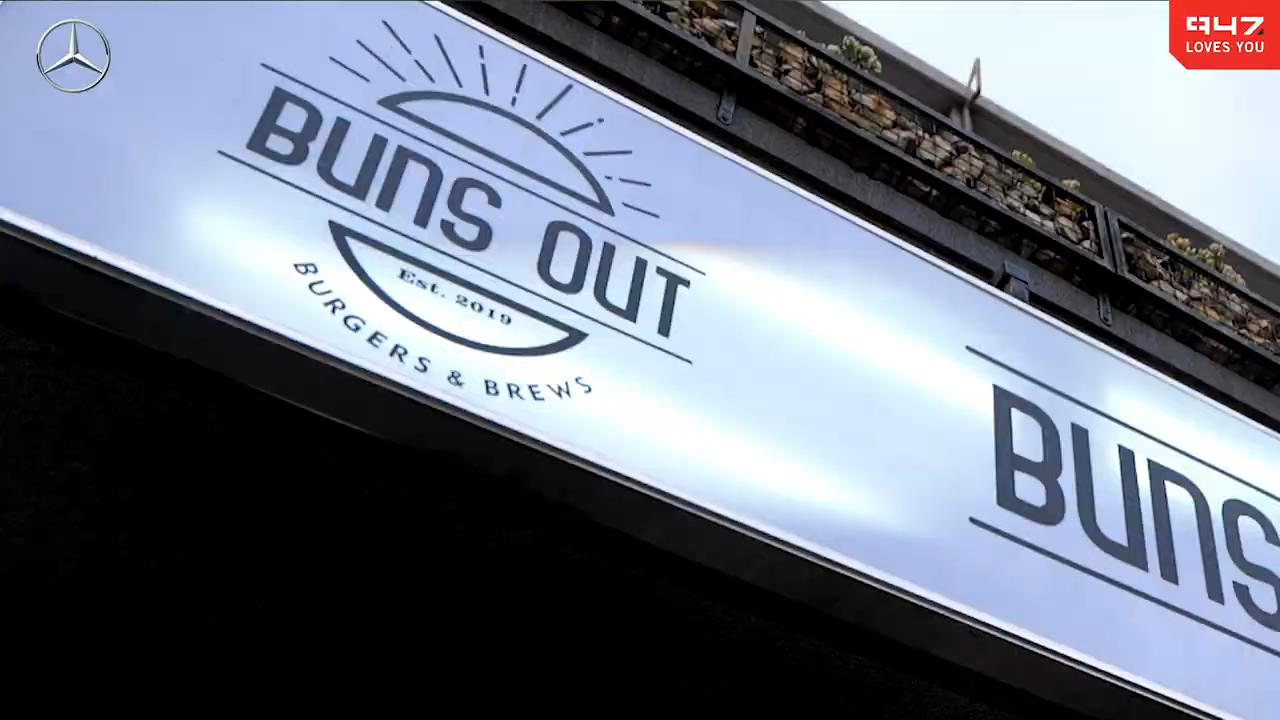 947
LOVES YOU
BUNS OUT
Est. 2019
BURGERS & BREWS
BUNS